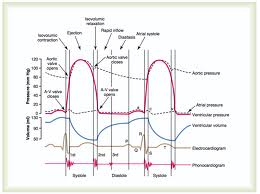 Isovolumic
relaxation
Isovolumic
contraction
Ejection
Rapid inflow
Diastasis
Atrial systole
Aortic
valve
opens
Aortic valve
closes
A-V valve
closes
A-V valve
opens
Pressure (mm Hg)
120
100
80
60
40
20
0
Volume (ml)
130
90
50
Aortic pressure
Atrial pressure
Ventricular pressure
Ventricular volume
Electrocardiogram
Phonocardiogram
a
c
v
R
P
Q
S
T
1st
2nd
3rd
Systole
Diastole
Systole